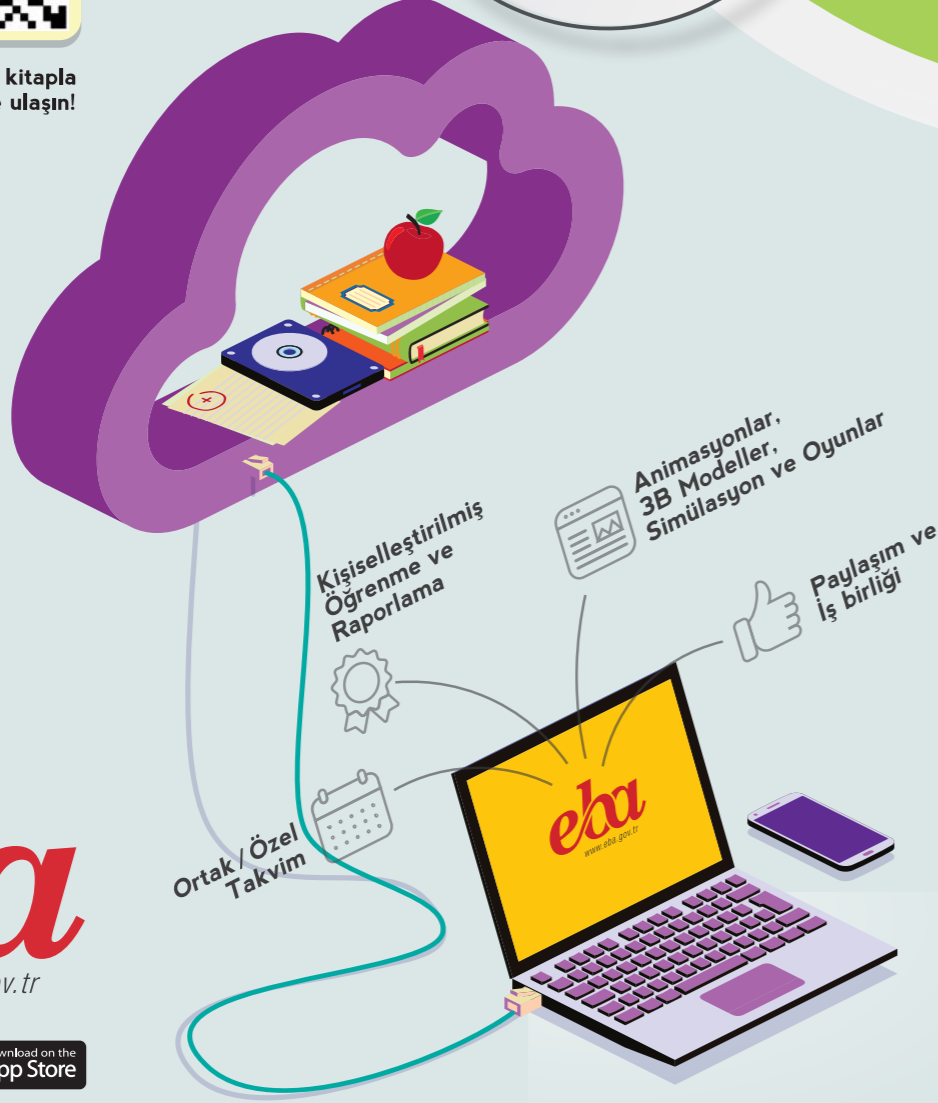 kitapla
ulaşın!
Animasyonlar,
3B Modeller,
Simülasyon ve Oyunlar
Kişiselleştirilmiş
Öğrenme ve
Raporlama
Paylaşım ve
İş birliği
eba
www.eba.gov.tr
Ortak / Özel
Takvim
a
v.tr
wnload on the
pp Store